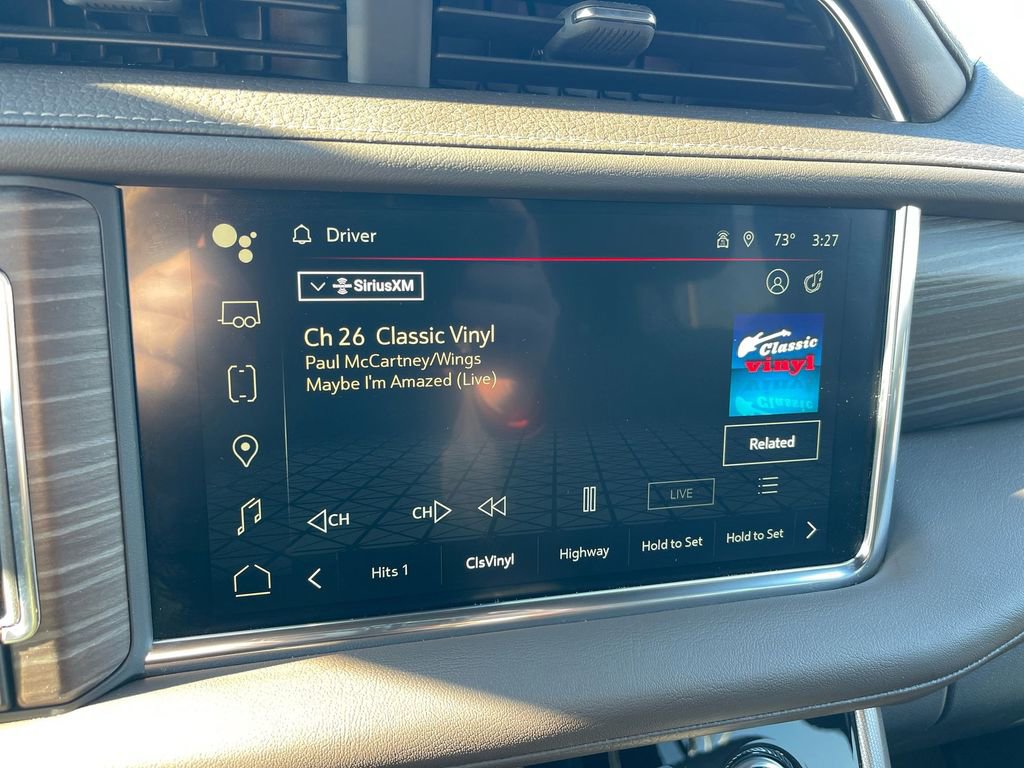 Driver
73° 3:27
SiriusXM
Ch 26 Classic Vinyl
Paul McCartney/Wings
Maybe I'm Amazed (Live)
Classic
vinyl
Classic
Related
CH
CH
LIVE
Hits 1
ClsVinyl
Highway
Hold to Set
Hold to Set